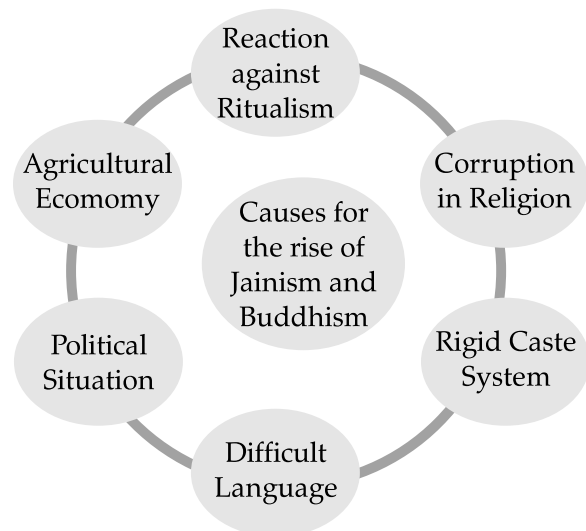 Reaction
against
Ritualism
Corruption
in Religion
Rigid Caste
System
Difficult
Language
Political
Situation
Agricultural
Ecomomy
Causes for
the rise of
Jainism and
Buddhism